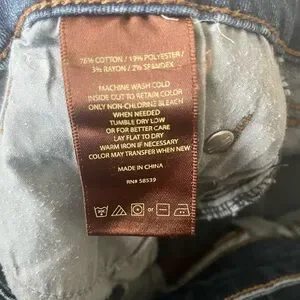 76% COTTON / 19% POLYESTER /
3% RAYON / 2% SPANDEX
MACHINE WASH COLD
INSIDE OUT TO RETAIN COLOR
ONLY NON-CHLORINE BLEACH
WHEN NEEDED
TUMBLE DRY LOW
OR FOR BETTER CARE
LAY FLAT TO DRY
WARM IRON IF NECESSARY
COLOR MAY TRANSFER WHEN NEW
MADE IN CHINA
RN# 58539
or